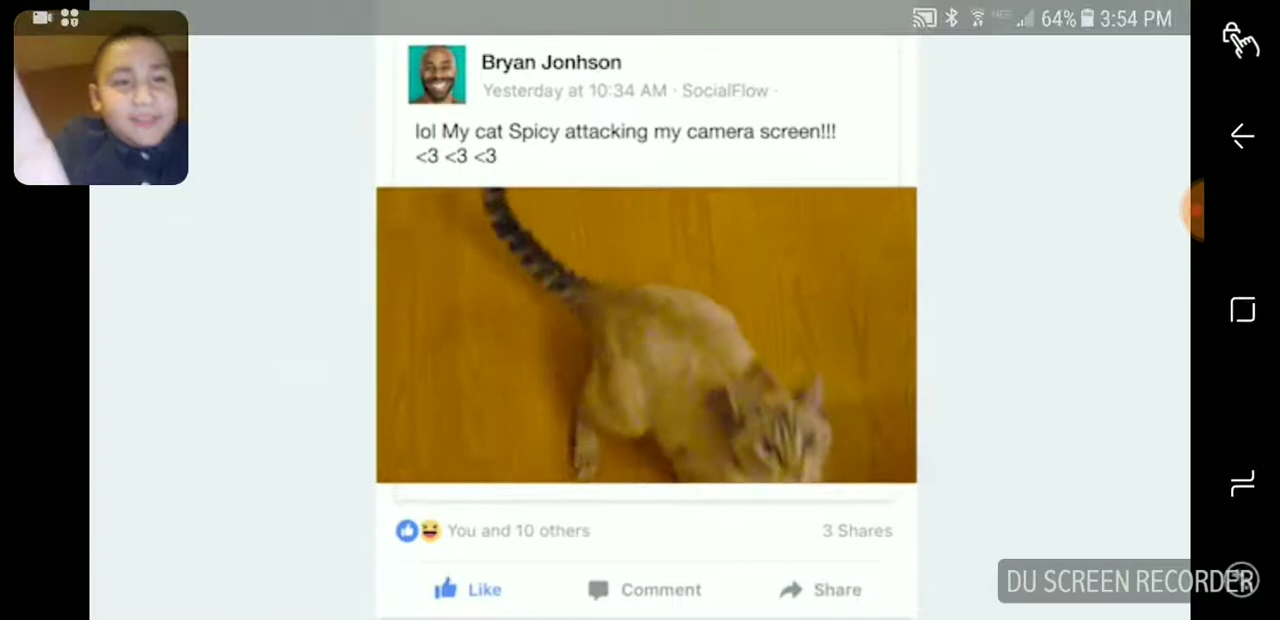 64% 3:54 PM
Bryan Jonhson
Yesterday at 10:34 AM · SocialFlow ·
lol My cat Spicy attacking my camera screen!!!
<3 <3 <3
You and 10 others
3 Shares
Like
Comment
Share
DU SCREEN RECORDER